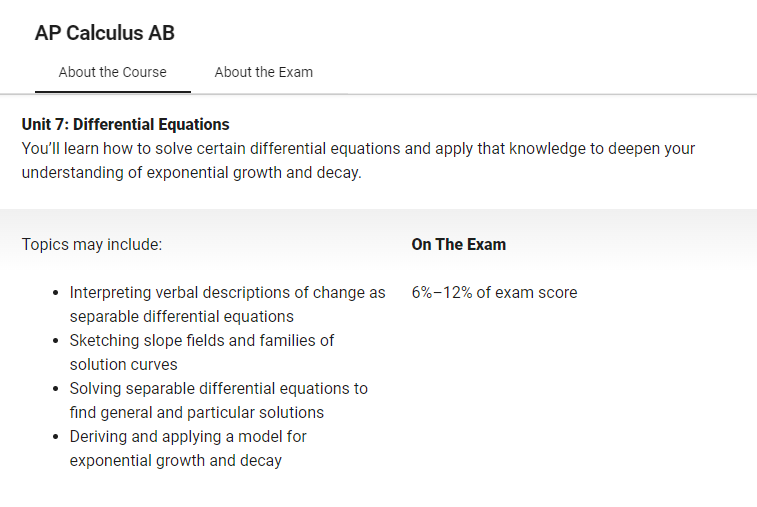 AP Calculus AB
About the Course
About the Exam
Unit 7: Differential Equations
You’ll learn how to solve certain differential equations and apply that knowledge to deepen your
understanding of exponential growth and decay.
Topics may include:
• Interpreting verbal descriptions of change as
separable differential equations
• Sketching slope fields and families of
solution curves
• Solving separable differential equations to
find general and particular solutions
• Deriving and applying a model for
exponential growth and decay
On The Exam
6%–12% of exam score